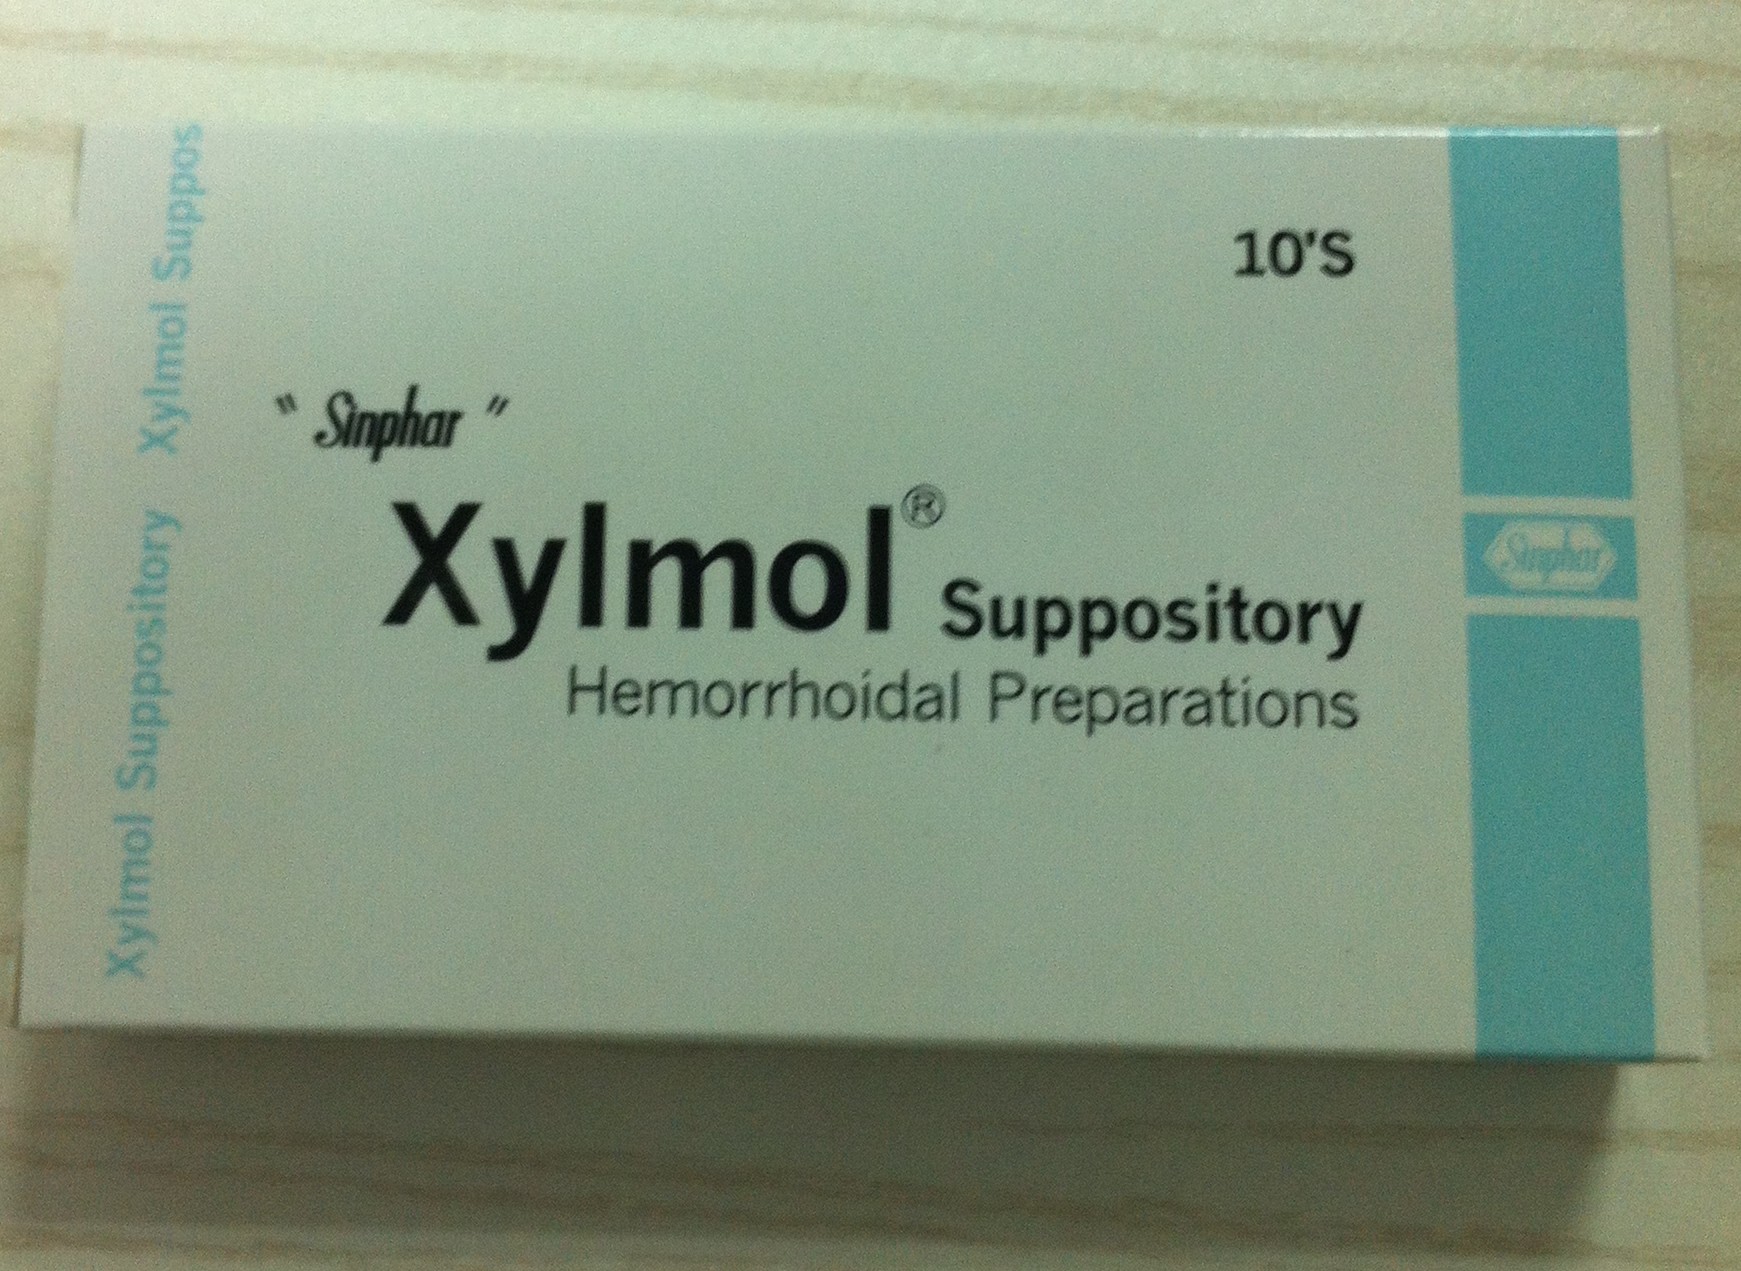 10'S
" Sinphar "
Xylmol® Suppository
Hemorrhoidal Preparations
Xylmol Suppository Xylmol Suppos
Sinphar